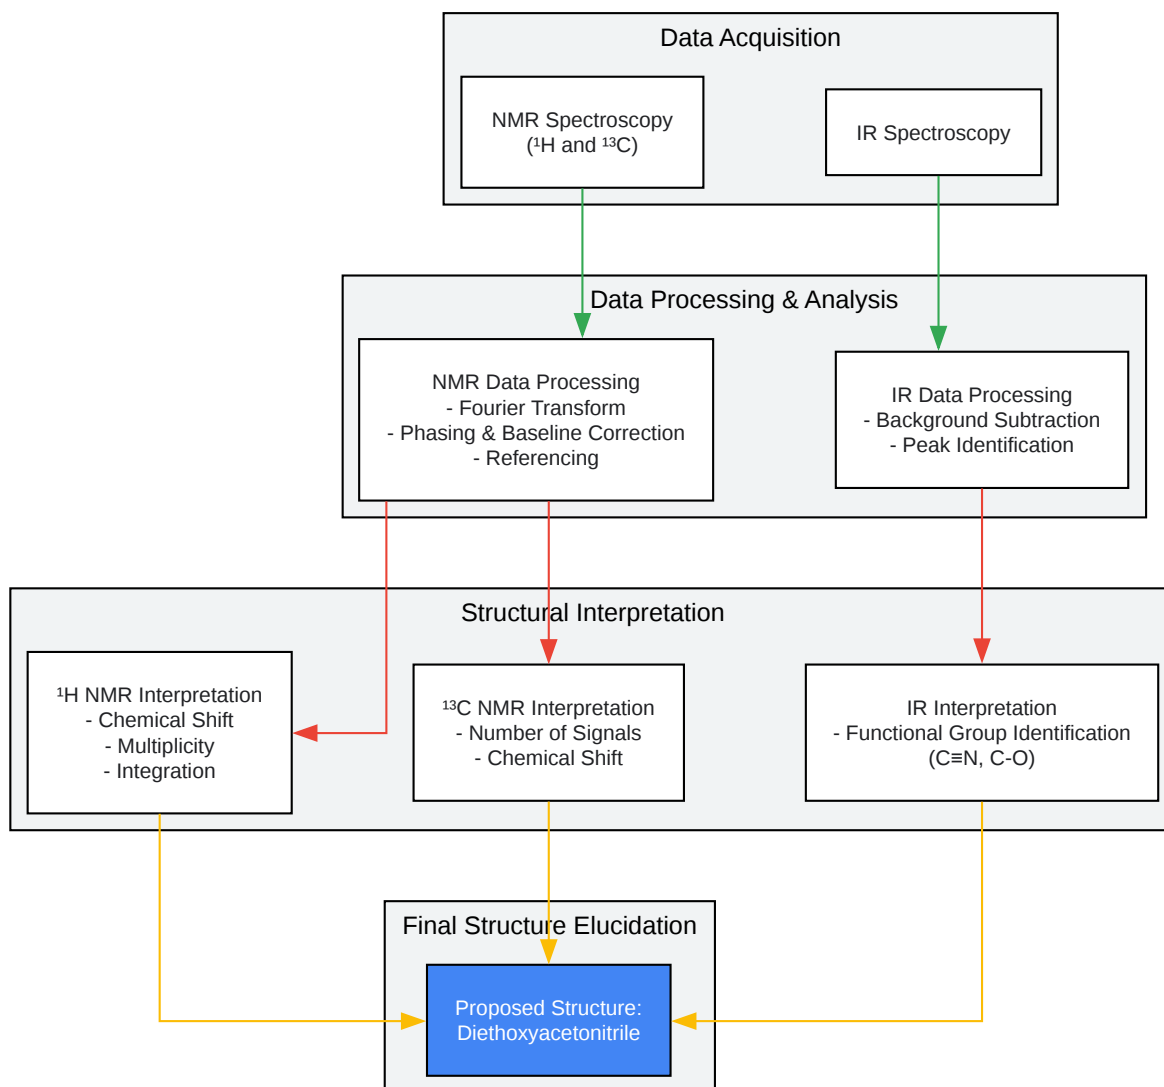 Data Acquisition
NMR Spectroscopy
(¹H and ¹³C)
IR Spectroscopy
Data Processing & Analysis
NMR Data Processing
- Fourier Transform
- Phasing & Baseline Correction
- Referencing
IR Data Processing
- Background Subtraction
- Peak Identification
Structural Interpretation
¹H NMR Interpretation
- Chemical Shift
- Multiplicity
- Integration
¹³C NMR Interpretation
- Number of Signals
- Chemical Shift
IR Interpretation
- Functional Group Identification
(C≡N, C-O)
Final Structure Elucidation
Proposed Structure:
Diethoxyacetonitrile